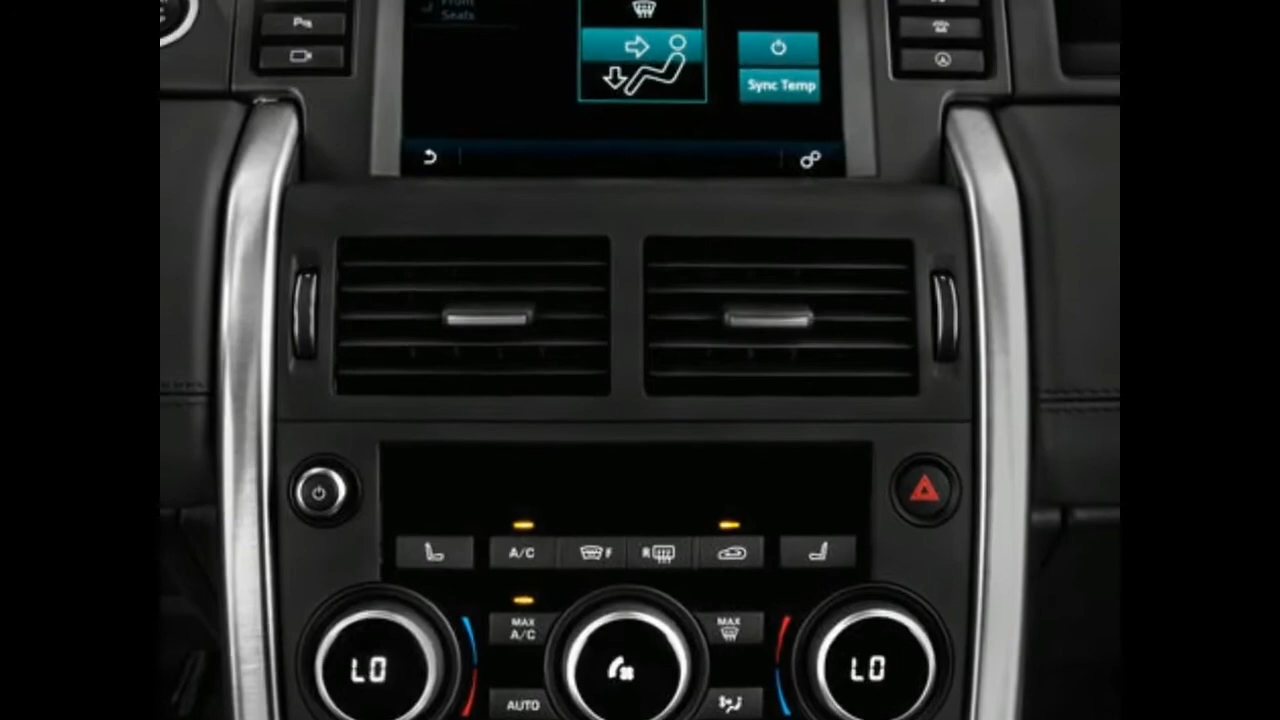 Front
Seats
Sync Temp
A/C
F
R
MAX
A/C
MAX
LO
LO
AUTO